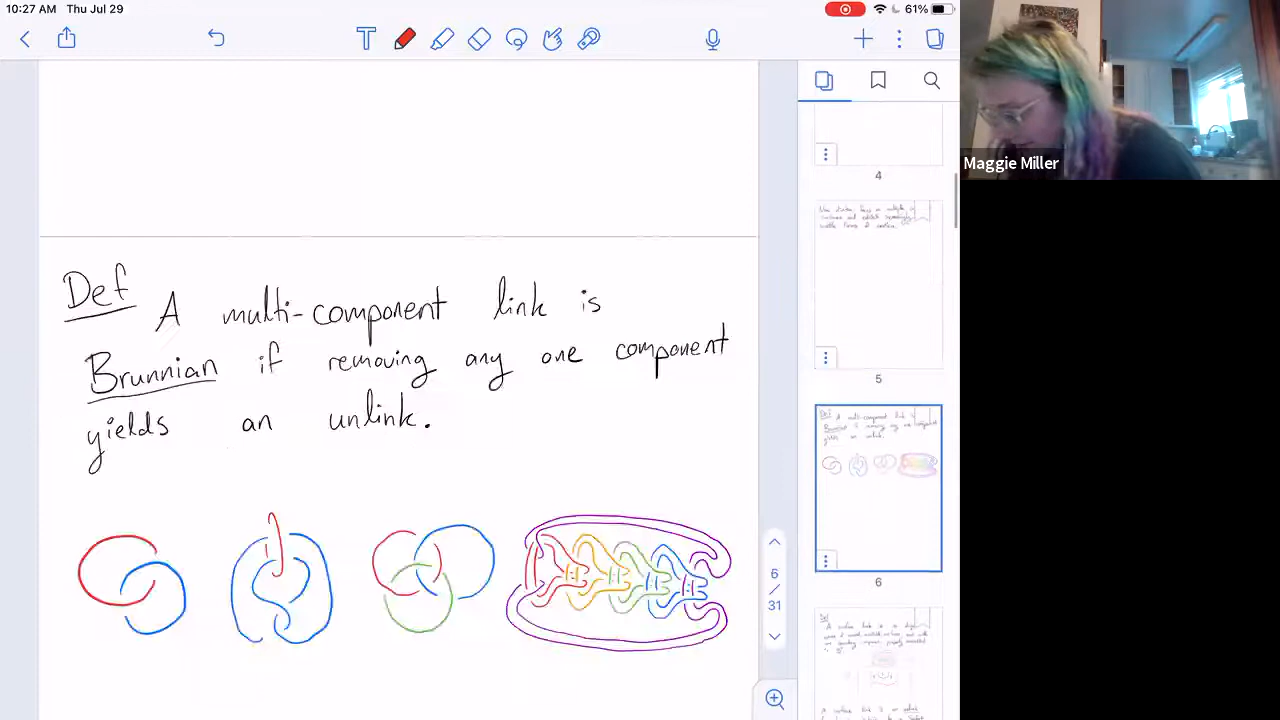 10:27 AM Thu Jul 29
61%
Maggie Miller
4
5
6
6
/
31
Def A multi-component link is
Brunnian if removing any one component
yields an unlink.